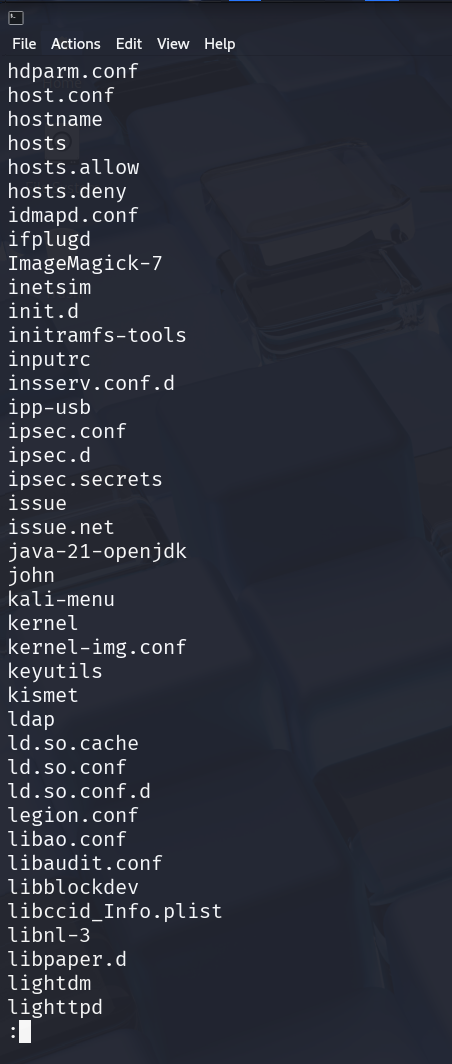 File Actions Edit View Help
hdparm.conf
host.conf
hostname
hosts
hosts.allow
hosts.deny
idmapd.conf
ifplugd
ImageMagick-7
inetsim
init.d
initramfs-tools
inputrc
insserv.conf.d
ipp-usb
ipsec.conf
ipsec.d
ipsec.secrets
issue
issue.net
java-21-openjdk
john
kali-menu
kernel
kernel-img.conf
keyutils
kismet
ldap
ld.so.cache
ld.so.conf
ld.so.conf.d
legion.conf
libao.conf
libaudit.conf
libblockdev
libccid_Info.plist
libnl-3
libpaper.d
lightdm
lighttpd
: